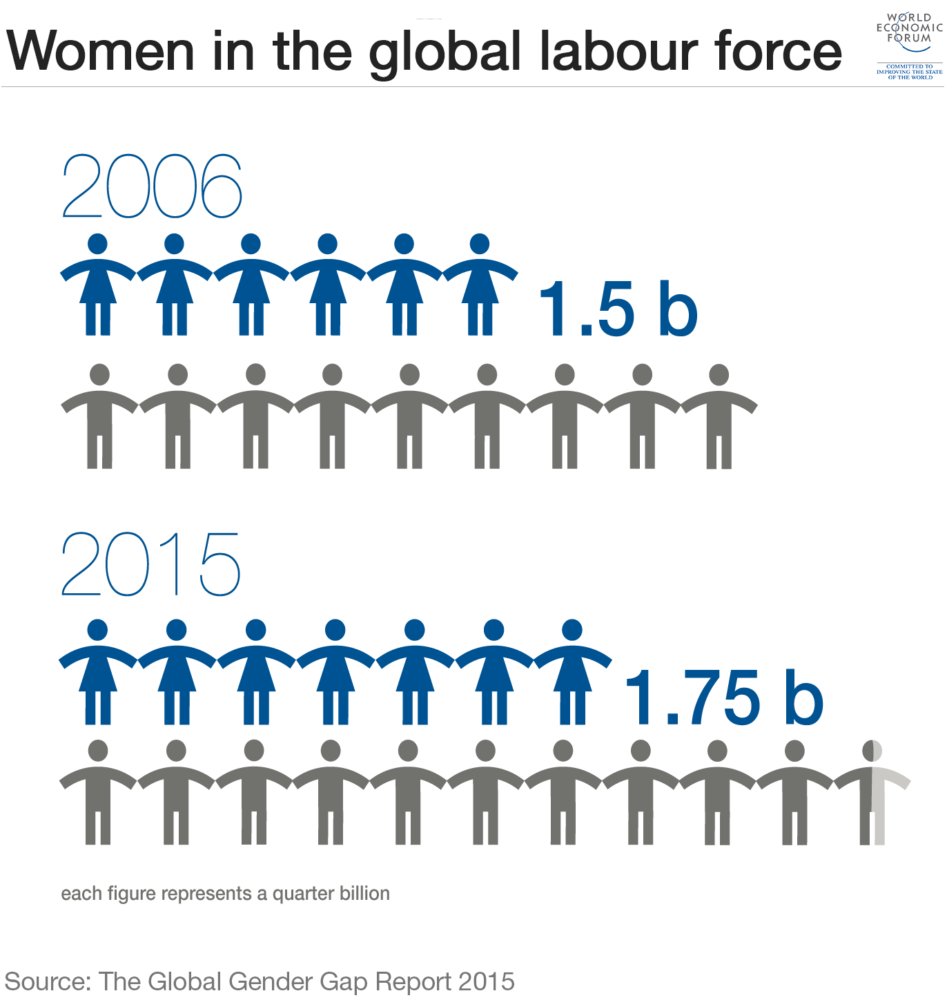 Women in the global labour force
WORLD
ECONOMIC
FORUM
COMMITTED TO
IMPROVING THE STATE
OF THE WORLD
2006
1.5 b
2015
1.75 b
each figure represents a quarter billion
Source: The Global Gender Gap Report 2015